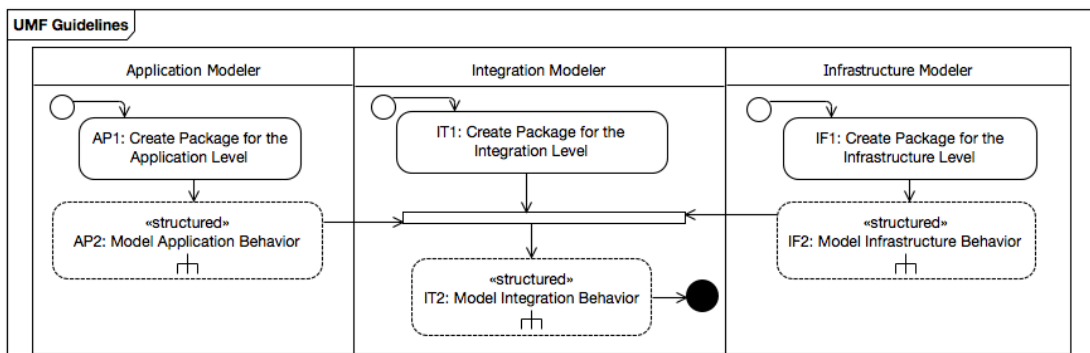 UMF Guidelines
Application Modeler
Integration Modeler
Infrastructure Modeler
AP1: Create Package for the
Application Level
IT1: Create Package for the
Integration Level
IF1: Create Package for the
Infrastructure Level
«structured»
AP2: Model Application Behavior
«structured»
IF2: Model Infrastructure Behavior
«structured»
IT2: Model Integration Behavior